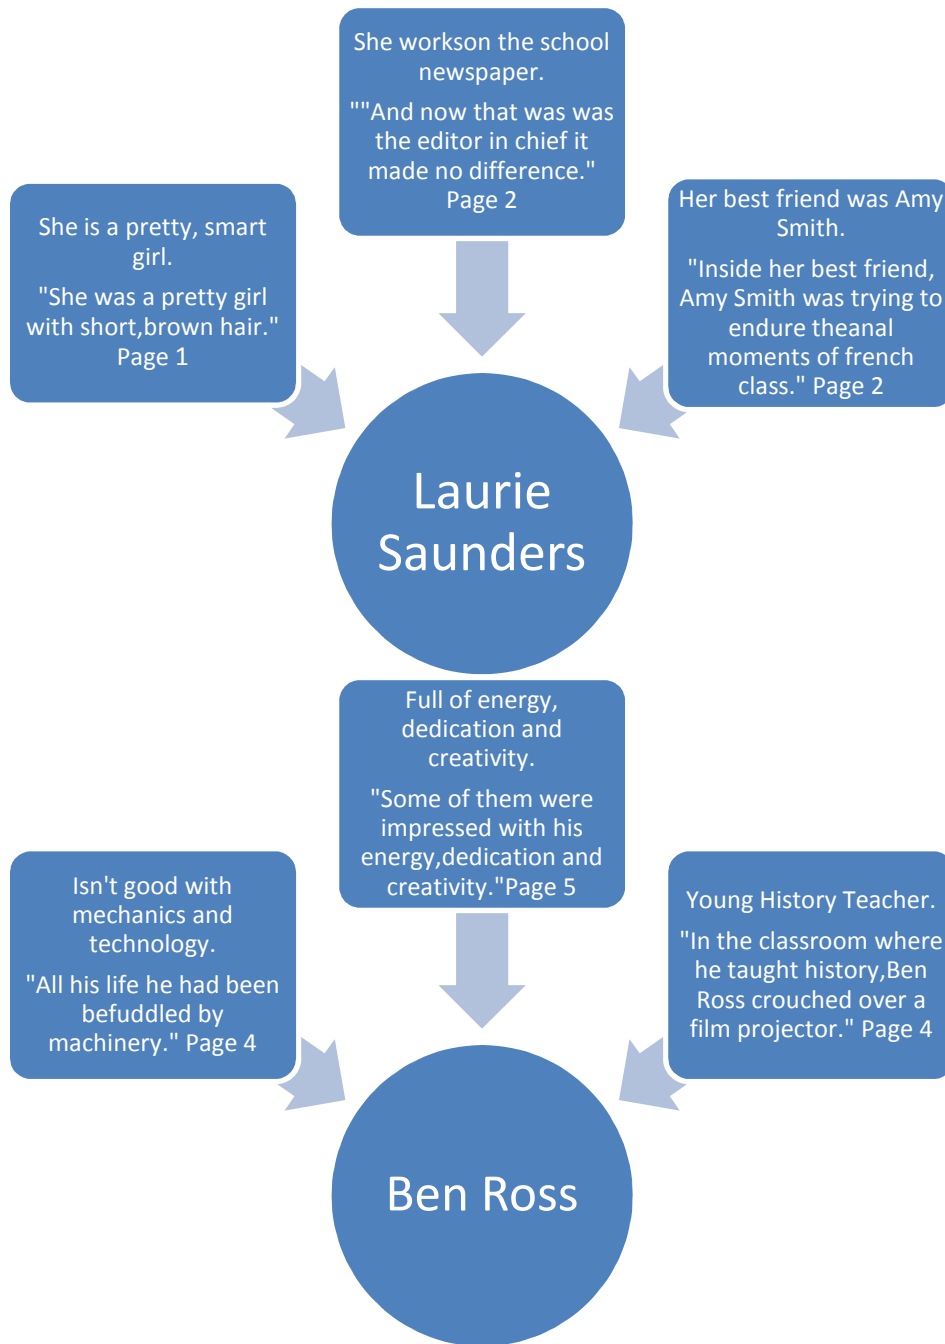 She workson the school
newspaper.
""And now that was was
the editor in chief it
made no difference."
Page 2
She is a pretty, smart
girl.
"She was a pretty girl
with short,brown hair."
Page 1
Her best friend was Amy
Smith.
"Inside her best friend,
Amy Smith was trying to
endure theanal
moments of french
class." Page 2
Laurie
Saunders
Full of energy,
dedication and
creativity.
"Some of them were
impressed with his
energy,dedication and
creativity."Page 5
Isn't good with
mechanics and
technology.
"All his life he had been
befuddled by
machinery." Page 4
Young History Teacher.
"In the classroom where
he taught history,Ben
Ross crouched over a
film projector." Page 4
Ben Ross